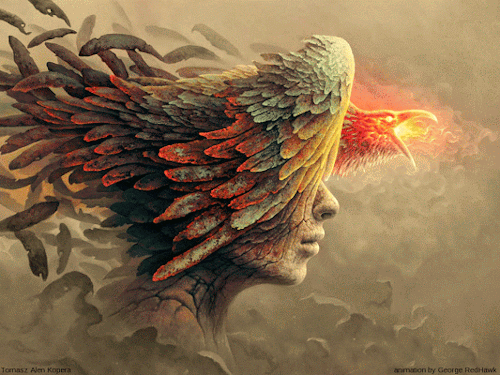 Tomasz Alen Kopera
animation by George RedHawk